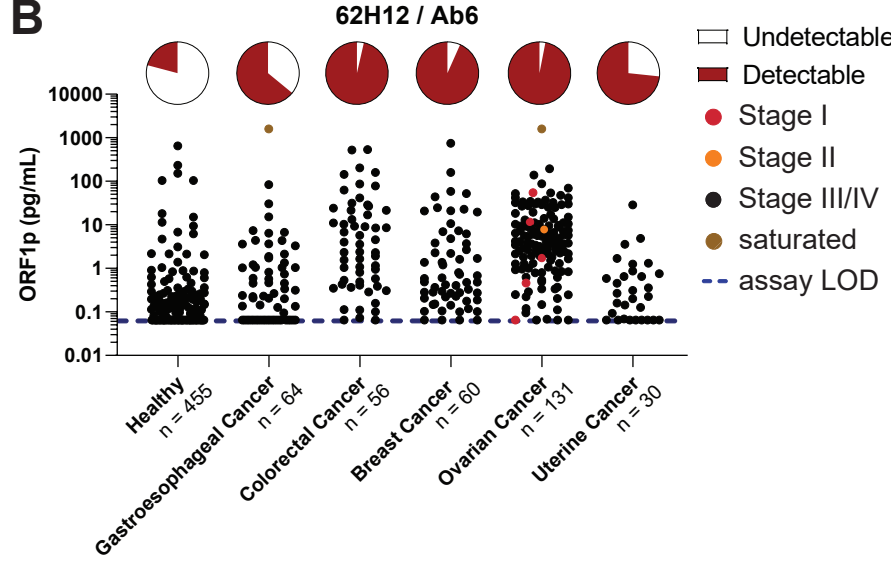 B
62H12 / Ab6
Undetectable
Detectable
Stage I
Stage II
Stage III/IV
saturated
assay LOD
ORF1p (pg/mL)
10000
1000
100
10
1
0.1
0.01
Healthy
n = 455
Gastroesophageal Cancer
n = 64
Colorectal Cancer
n = 56
Breast Cancer
n = 60
Ovarian Cancer
n = 131
Uterine Cancer
n = 30